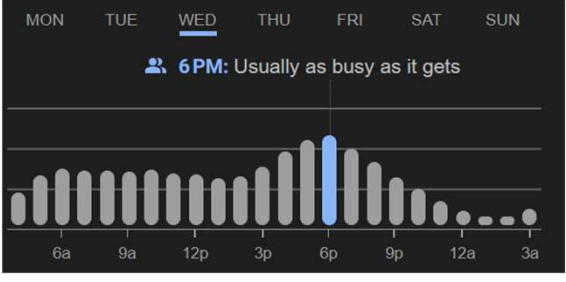 MON TUE WED THU FRI SAT SUN
6 PM: Usually as busy as it gets
6a 9a 12p 3p 6p 9p 12a 3a